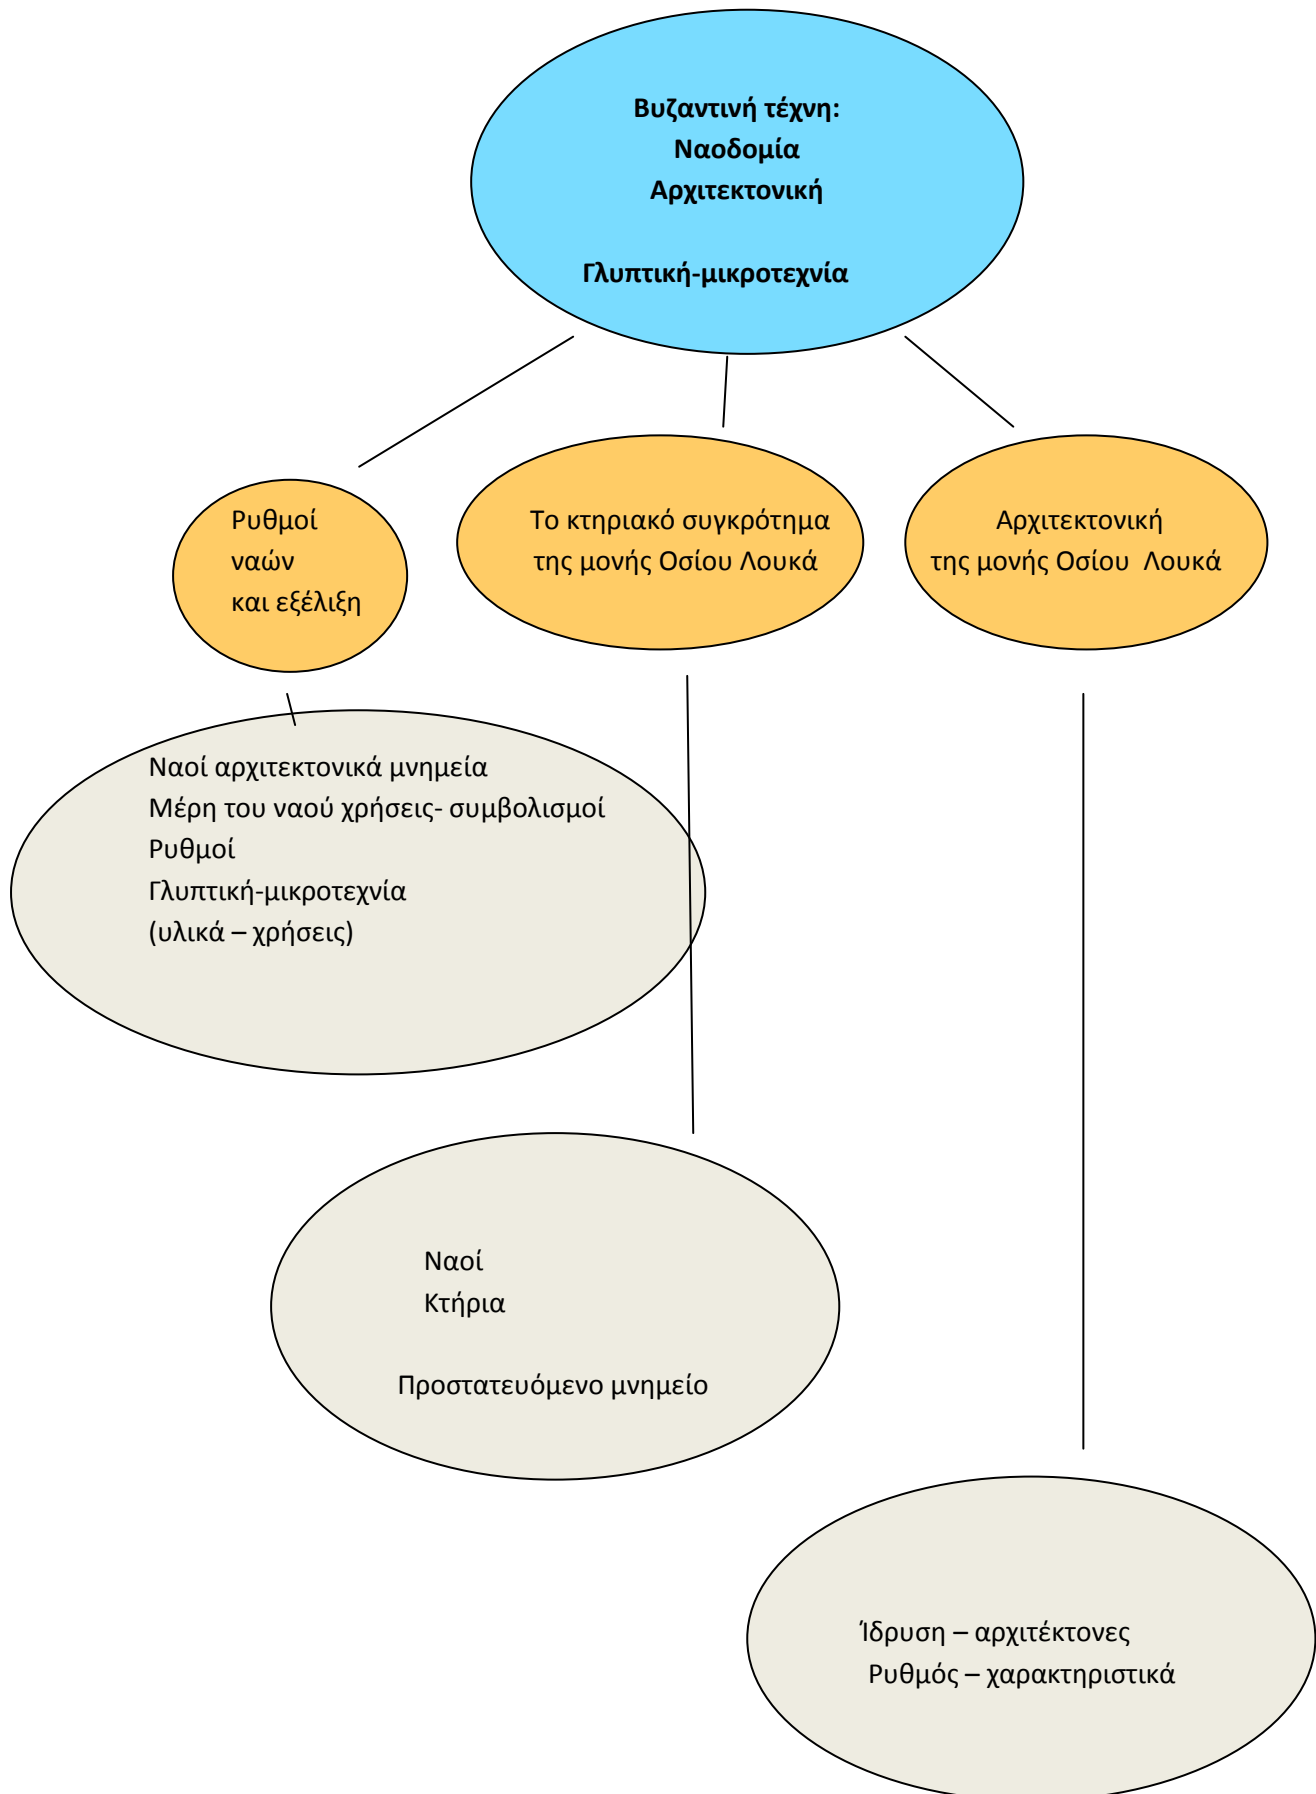 Βυζαντινή τέχνη:
Ναοδομία
Αρχιτεκτονική
Γλυπτική-μικροτεχνία
Ρυθμοί
ναών
και εξέλιξη
Το κτηριακό συγκρότημα
της μονής Οσίου Λουκά
Αρχιτεκτονική
της μονής Οσίου Λουκά
Ναοί αρχιτεκτονικά μνημεία
Μέρη του ναού χρήσεις- συμβολισμοί
Ρυθμοί
Γλυπτική-μικροτεχνία
(υλικά – χρήσεις)
Ναοί
Κτήρια
Προστατευόμενο μνημείο
Ίδρυση – αρχιτέκτονες
Ρυθμός – χαρακτηριστικά